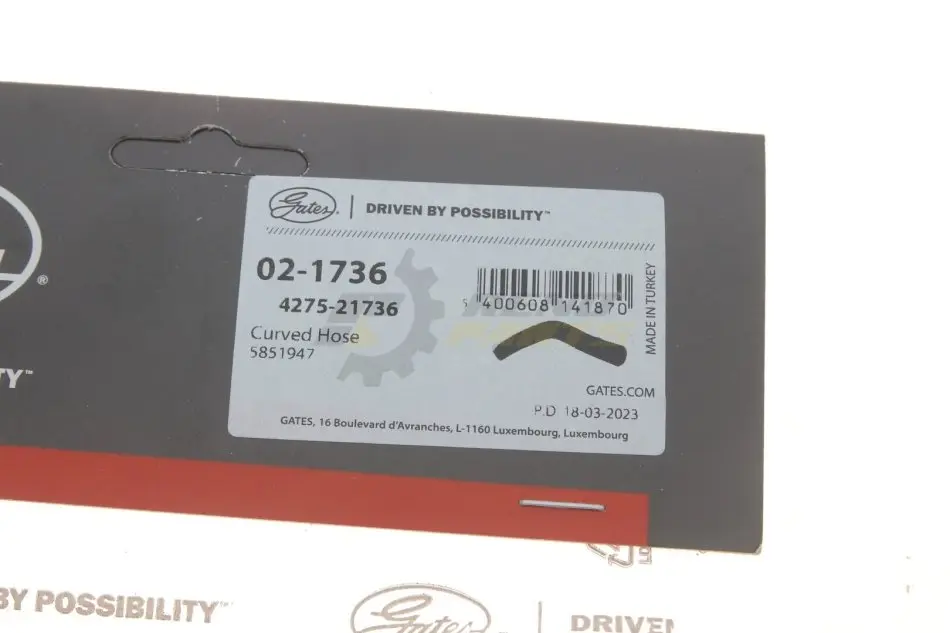 Gates® | DRIVEN BY POSSIBILITY™
02-1736
4275-21736
Curved Hose
5851947
5 400608 141870
MADE IN TURKEY
GATES.COM
P.D 18-03-2023
GATES, 16 Boulevard d'Avranches, L-1160 Luxembourg, Luxembourg
®
TY™
BY POSSIBILITY™
Gates
DRIVEN